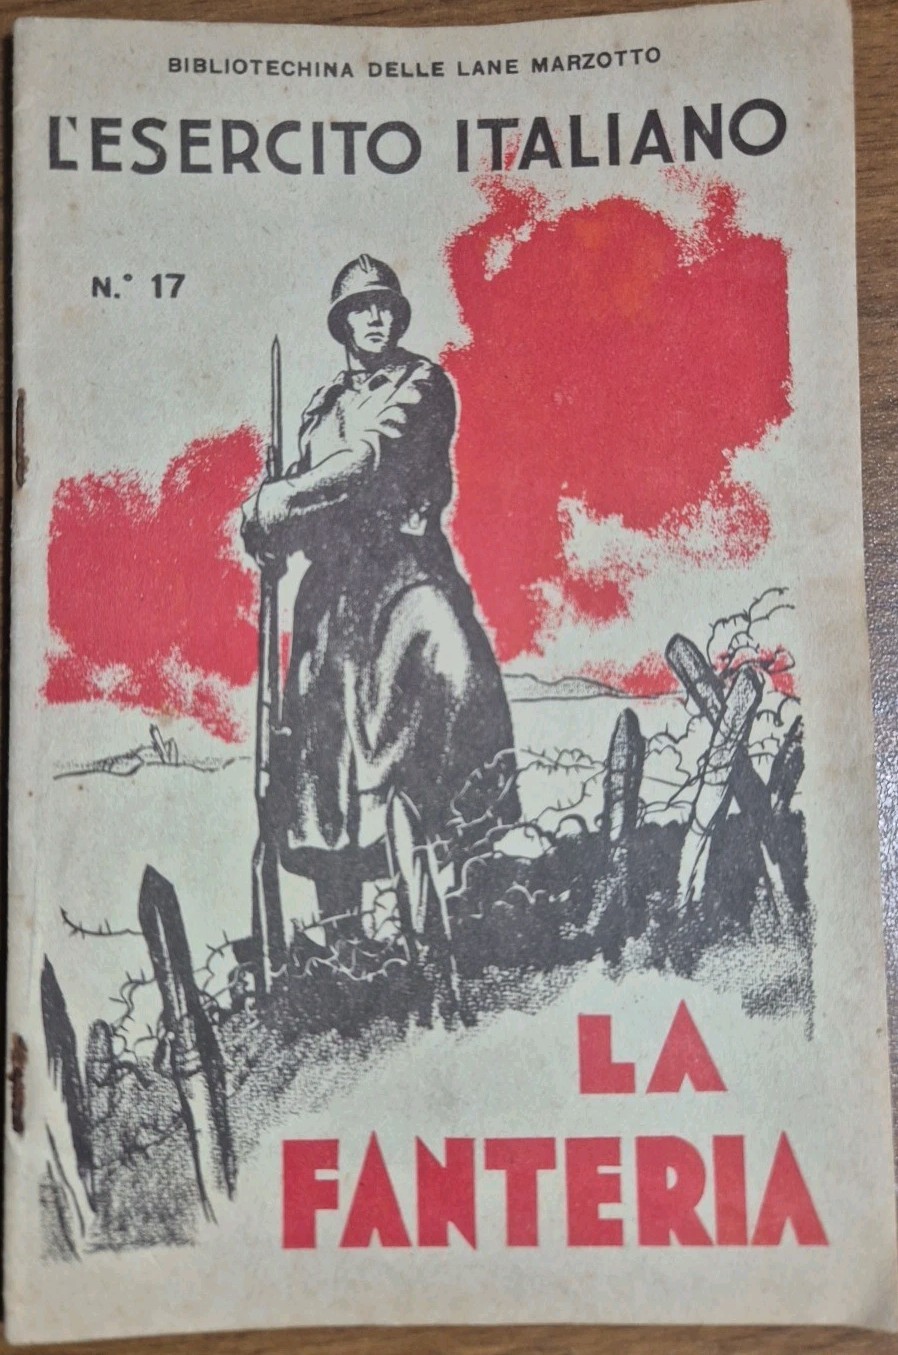 BIBLIOTECHINA DELLE LANE MARZOTTO
L'ESERCITO ITALIANO
N.° 17
LA
FANTERIA